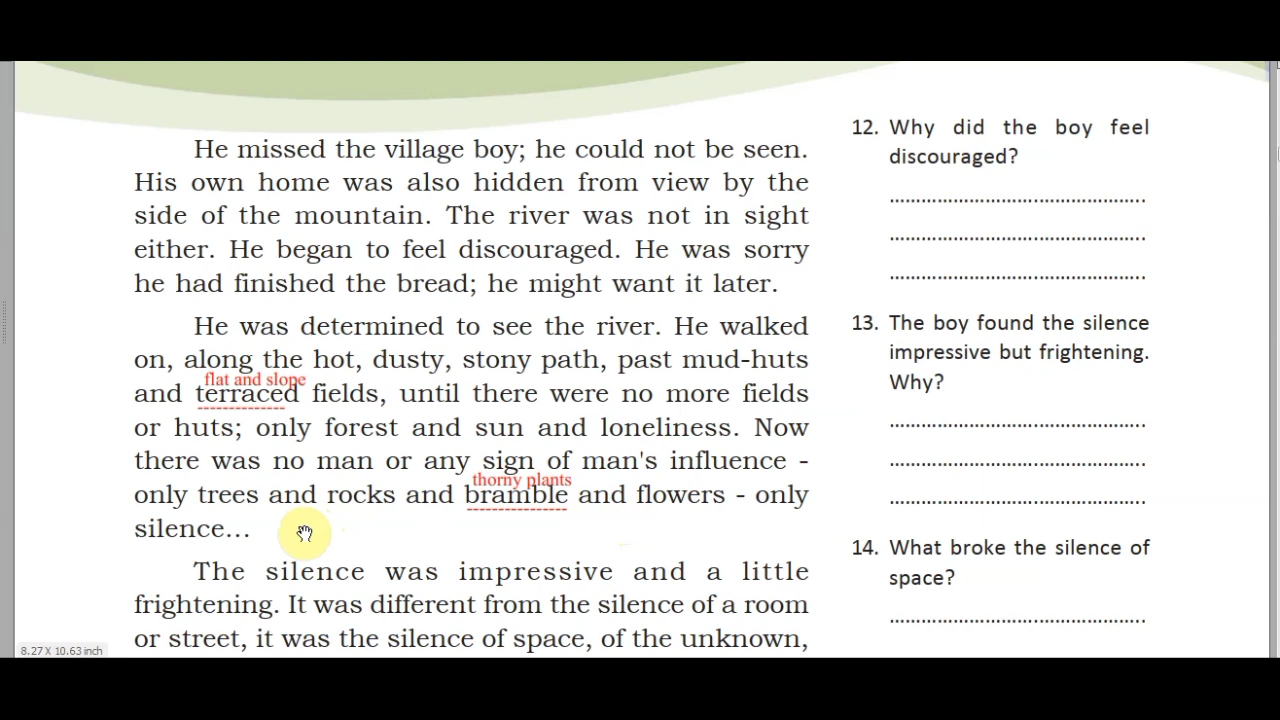 He missed the village boy; he could not be seen.
His own home was also hidden from view by the
side of the mountain. The river was not in sight
either. He began to feel discouraged. He was sorry
he had finished the bread; he might want it later.
He was determined to see the river. He walked
on, along the hot, dusty, stony path, past mud-huts
flat and slope
and terraced fields, until there were no more fields
or huts; only forest and sun and loneliness. Now
there was no man or any sign of man's influence -
thorny plants
only trees and rocks and bramble and flowers - only
silence...
The silence was impressive and a little
frightening. It was different from the silence of a room
or street, it was the silence of space, of the unknown,
12. Why did the boy feel
discouraged?
................................................
................................................
................................................
13. The boy found the silence
impressive but frightening.
Why?
................................................
................................................
................................................
14. What broke the silence of
space?
................................................
8.27 X 10.63 inch